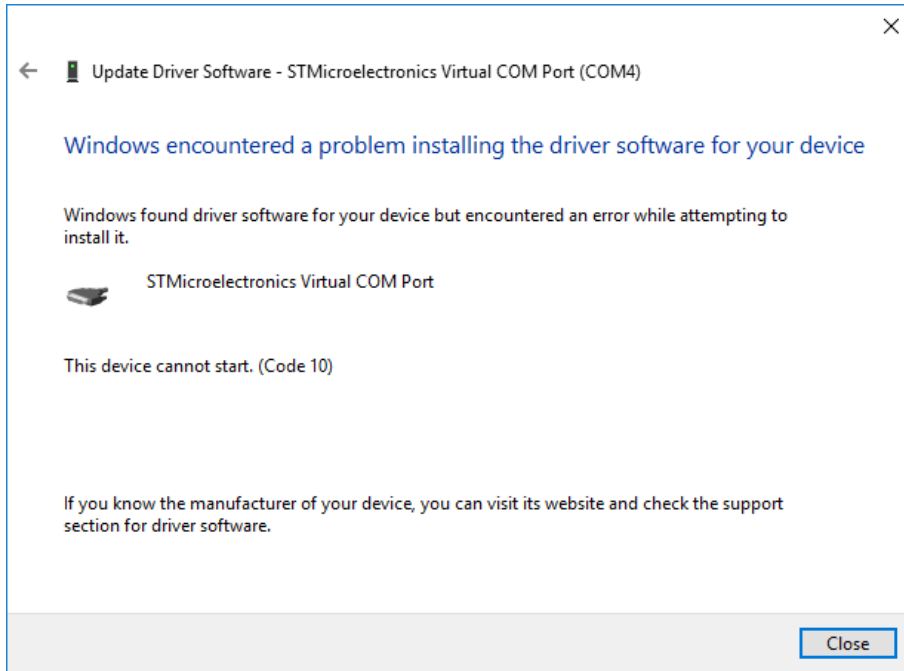 Update Driver Software - STMicroelectronics Virtual COM Port (COM4)
Windows encountered a problem installing the driver software for your device
Windows found driver software for your device but encountered an error while attempting to
install it.
STMicroelectronics Virtual COM Port
This device cannot start. (Code 10)
If you know the manufacturer of your device, you can visit its website and check the support
section for driver software.
Close